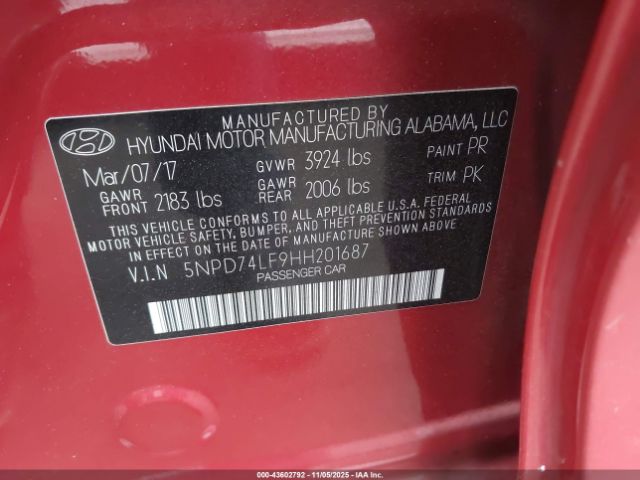 MANUFACTURED BY
HYUNDAI MOTOR MANUFACTURING ALABAMA, LLC
Mar/07/17 GVWR 3924 lbs PAINT PR
GAWR FRONT 2183 lbs GAWR REAR 2006 lbs TRIM PK
THIS VEHICLE CONFORMS TO ALL APPLICABLE U.S.A. FEDERAL
MOTOR VEHICLE SAFETY, BUMPER, AND THEFT PREVENTION
STANDARDS IN EFFECT ON THE DATE OF MANUFACTURE SHOWN ABOVE.
V.I.N 5NPD74LF9HH201687
PASSENGER CAR
000-43602792 - 11/05/2025 - IAAI.com